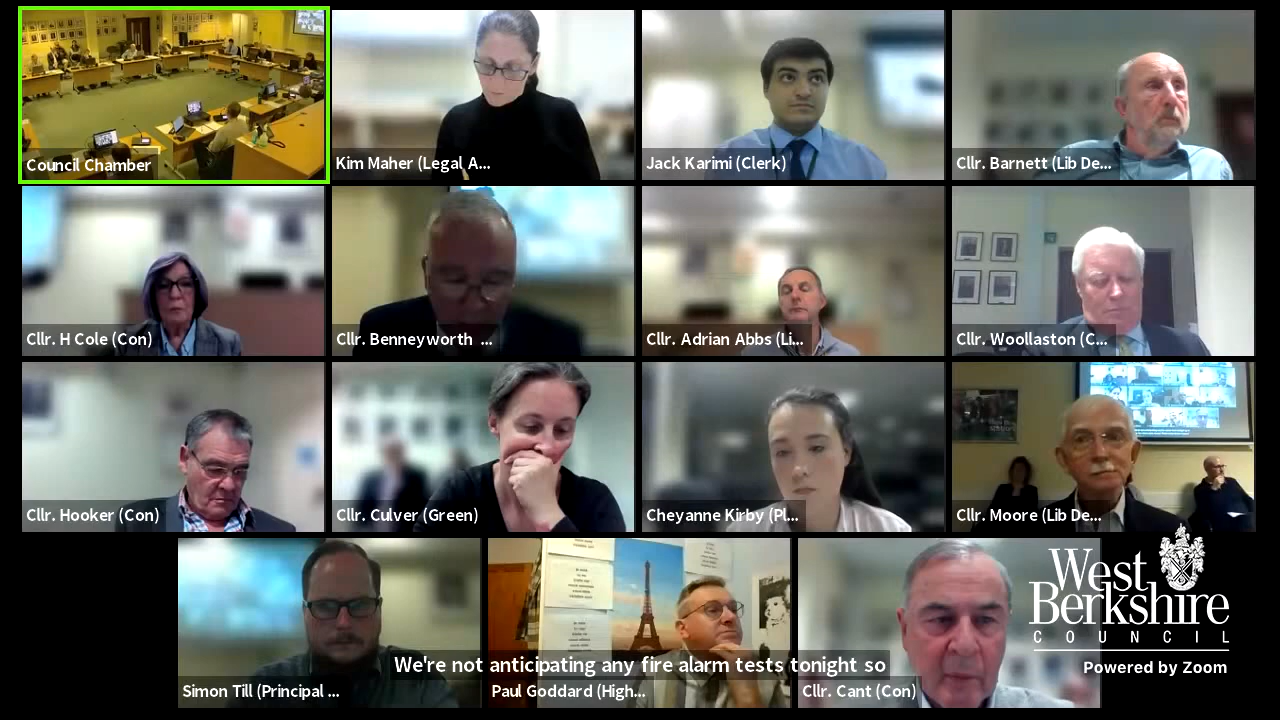 Council Chamber
Kim Maher (Legal A...
Jack Karimi (Clerk)
Cllr. Barnett (Lib De...
Cllr. H Cole (Con)
Cllr. Benneyworth ...
Cllr. Adrian Abbs (Li...
Cllr. Woollaston (C...
Cllr. Hooker (Con)
Cllr. Culver (Green)
Cheyanne Kirby (Pl...
Cllr. Moore (Lib De...
West
Berkshire
COUNCIL
Powered by Zoom
We're not anticipating any fire alarm tests tonight so
Simon Till (Principal ...
Paul Goddard (High...
Cllr. Cant (Con)